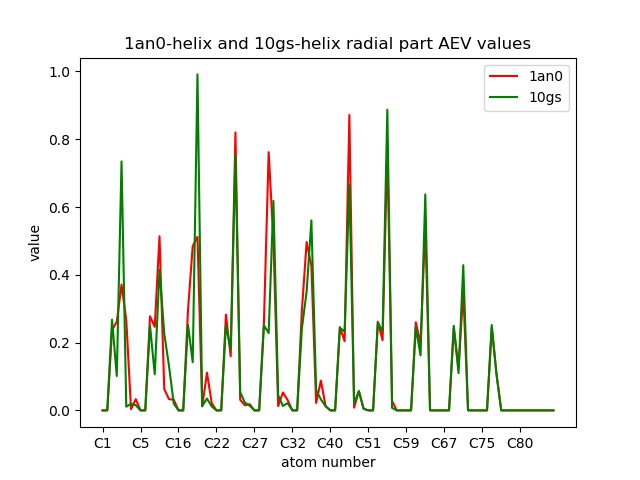 1an0-helix and 10gs-helix radial part AEV values
1an0
10gs
value
1.0
0.8
0.6
0.4
0.2
0.0
C1 C5 C16 C22 C27 C32 C40 C51 C59 C67 C75 C80
atom number